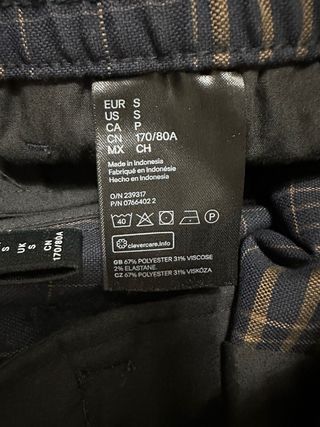 EUR S
US S
CA P
CN 170/80A
MX CH
Made in Indonesia
Fabriqué en Indonésie
Hecho en Indonesia
O/N 239317
P/N 0766402 2
40
P
clevercare.info
GB 67% POLYESTER 31% VISCOSE
2% ELASTANE.
CZ 67% POLYESTER 31% VISKÓZA
S
UK S
CN 170/80A